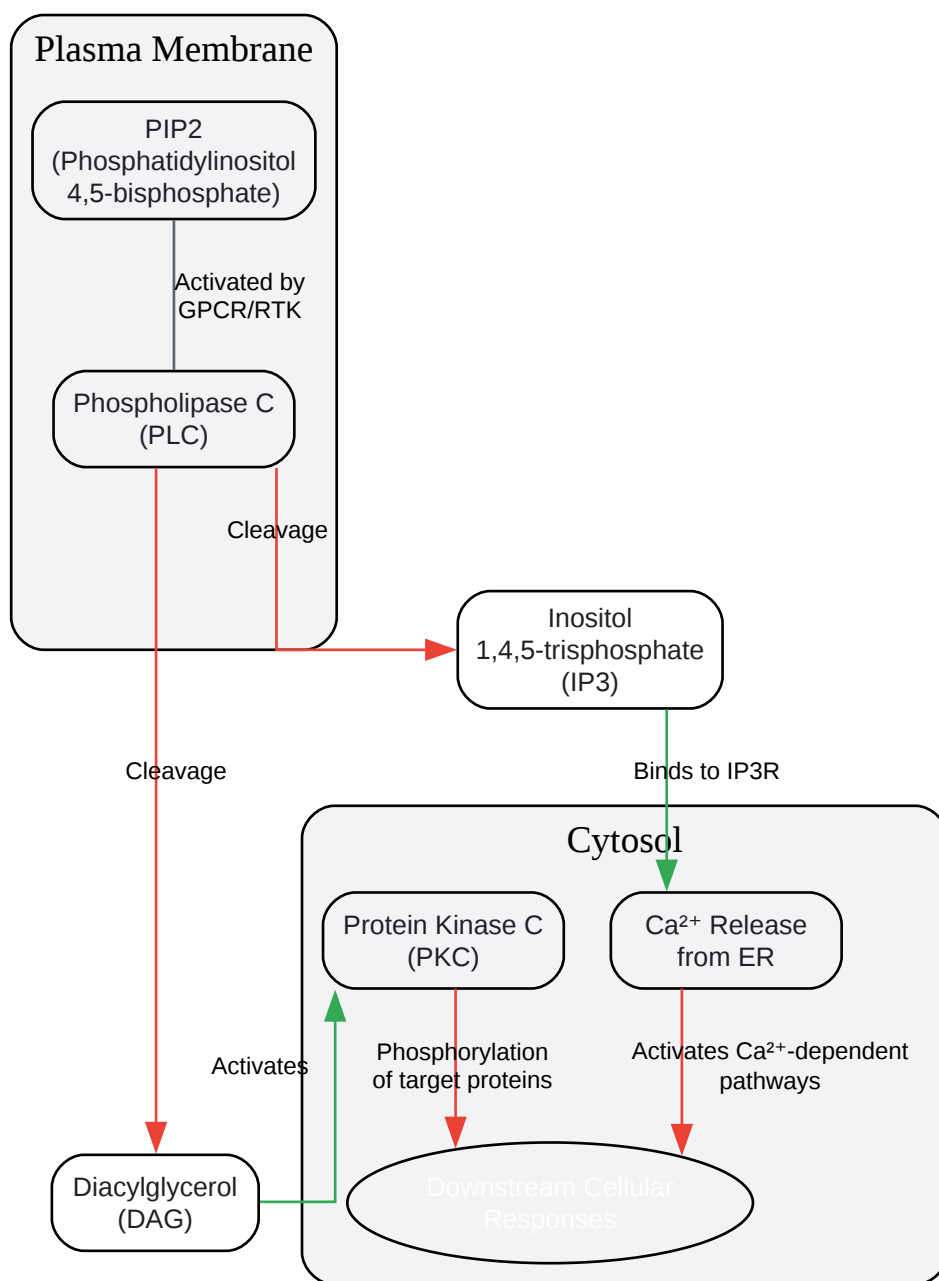 Plasma Membrane
PIP2
(Phosphatidylinositol
4,5-bisphosphate)
Activated by
GPCR/RTK
Phospholipase C
(PLC)
Cleavage
Inositol
1,4,5-trisphosphate
(IP3)
Cleavage
Binds to IP3R
Cytosol
Protein Kinase C
(PKC)
Ca²⁺ Release
from ER
Activates
Phosphorylation
of target proteins
Activates Ca²⁺-dependent
pathways
Diacylglycerol
(DAG)
Downstream Cellular
Responses